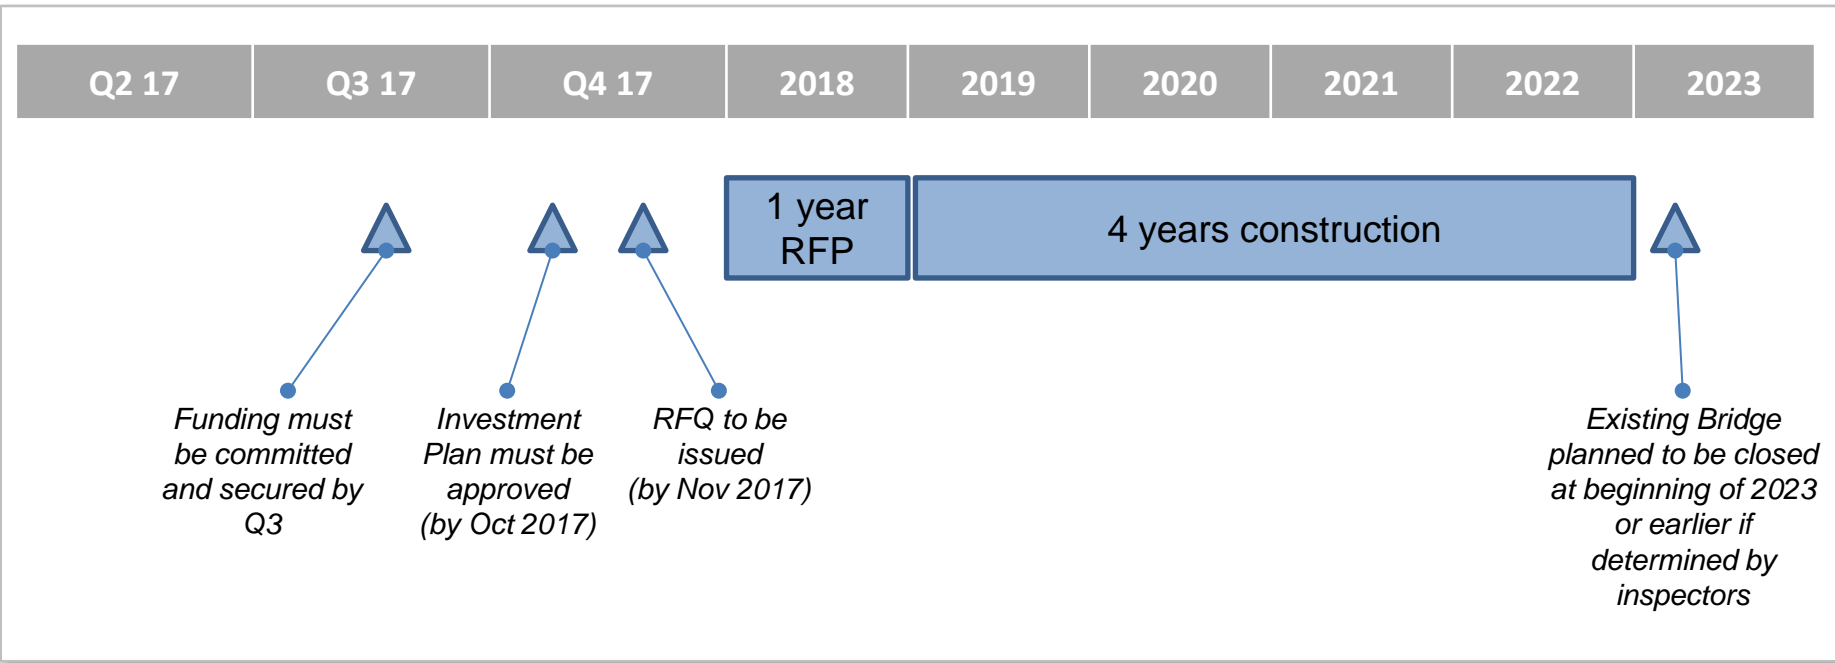 Q2 17 Q3 17 Q4 17 2018 2019 2020 2021 2022 2023
1 year
RFP
4 years construction
Funding must
be committed
and secured by
Q3
Investment
Plan must be
approved
(by Oct 2017)
RFQ to be
issued
(by Nov 2017)
Existing Bridge
planned to be closed
at beginning of 2023
or earlier if
determined by
inspectors